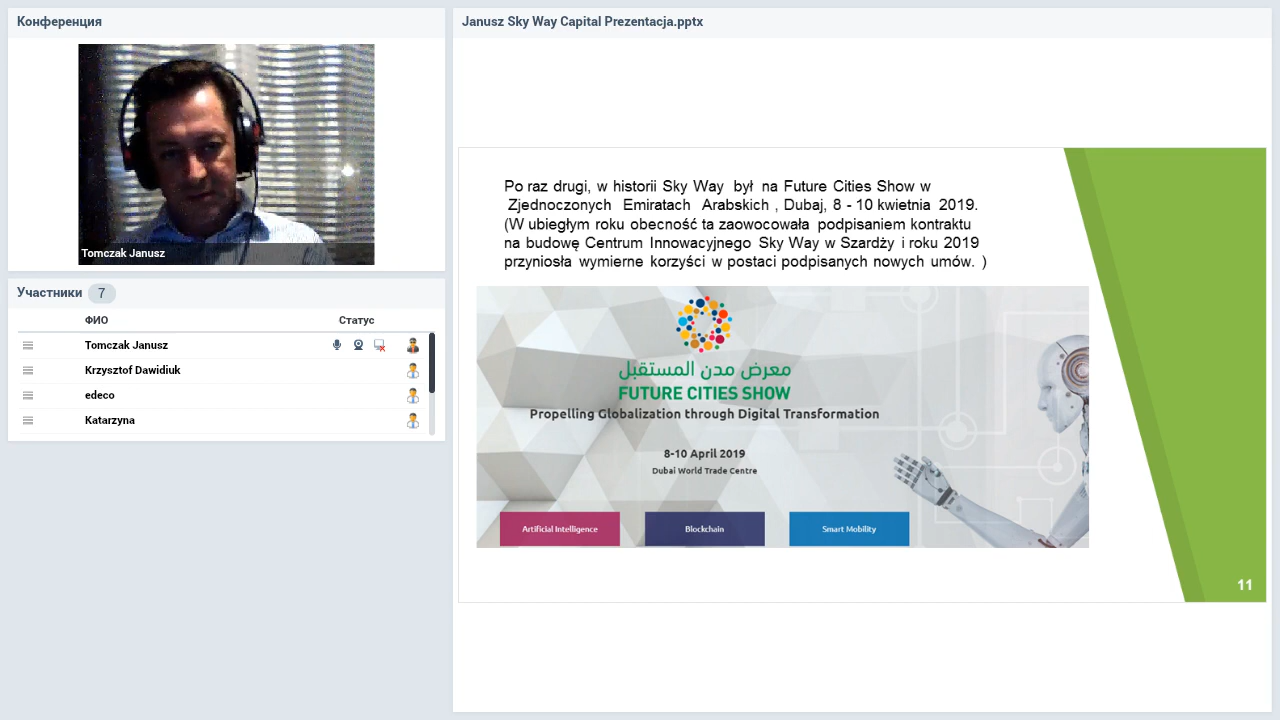 Конференция
Tomczak Janusz
Участники 7
ФИО Статус
Tomczak Janusz
Krzysztof Dawidiuk
edeco
Katarzyna
Janusz Sky Way Capital Prezentacja.pptx
Po raz drugi, w historii Sky Way był na Future Cities Show w
Zjednoczonych Emiratach Arabskich , Dubaj, 8 - 10 kwietnia 2019.
(W ubiegłym roku obecność ta zaowocowała podpisaniem kontraktu
na budowę Centrum Innowacyjnego Sky Way w Szardży i roku 2019
przyniosła wymierne korzyści w postaci podpisanych nowych umów. )
معرض مدن المستقبل
FUTURE CITIES SHOW
Propelling Globalization through Digital Transformation
8-10 April 2019
Dubai World Trade Centre
Artificial Intelligence Blockchain Smart Mobility
11